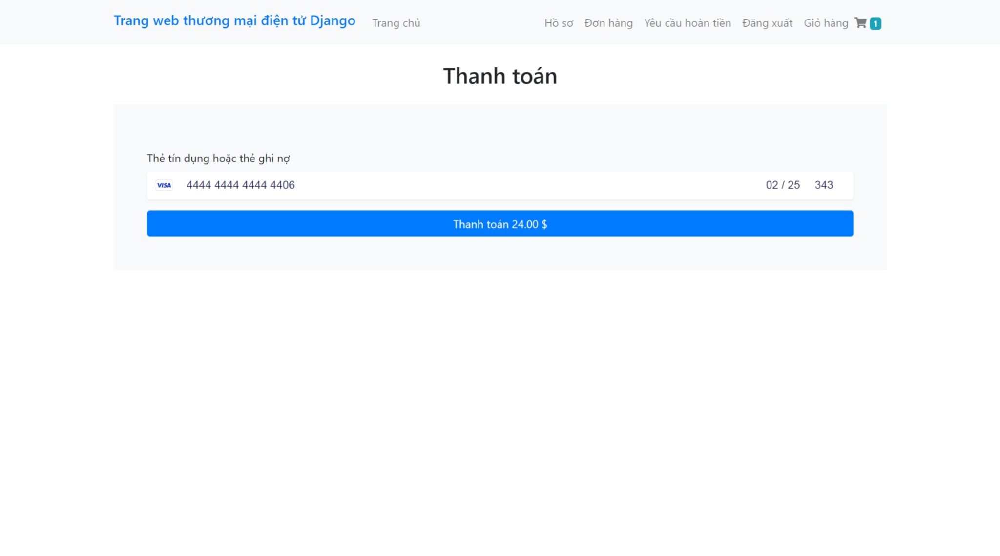 Trang web thương mại điện tử Django Trang chủ Hồ sơ Đơn hàng Yêu cầu hoàn tiền Đăng xuất Giỏ hàng 1
Thanh toán
Thẻ tín dụng hoặc thẻ ghi nợ
VISA 4444 4444 4444 4406 02 / 25 343
Thanh toán 24.00 $